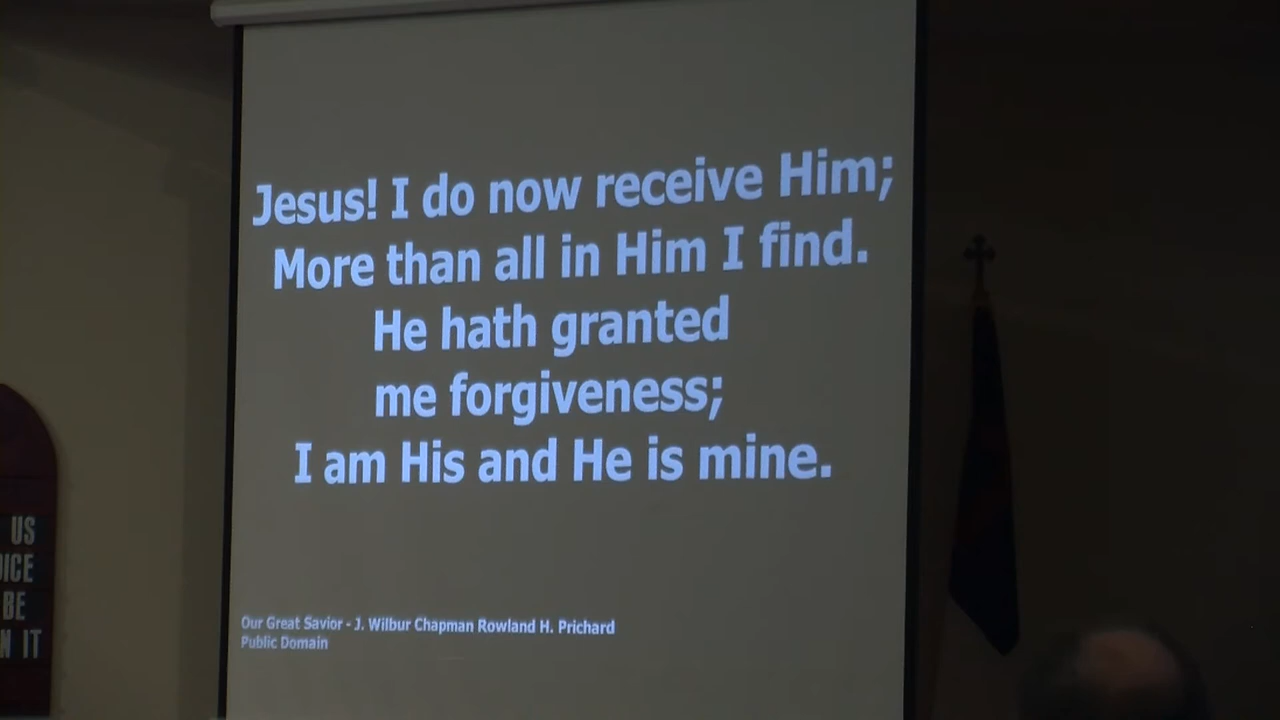 Jesus! I do now receive Him;
More than all in Him I find.
He hath granted
me forgiveness;
I am His and He is mine.
Our Great Savior - J. Wilbur Chapman Rowland H. Prichard
Public Domain
US
BE
IT